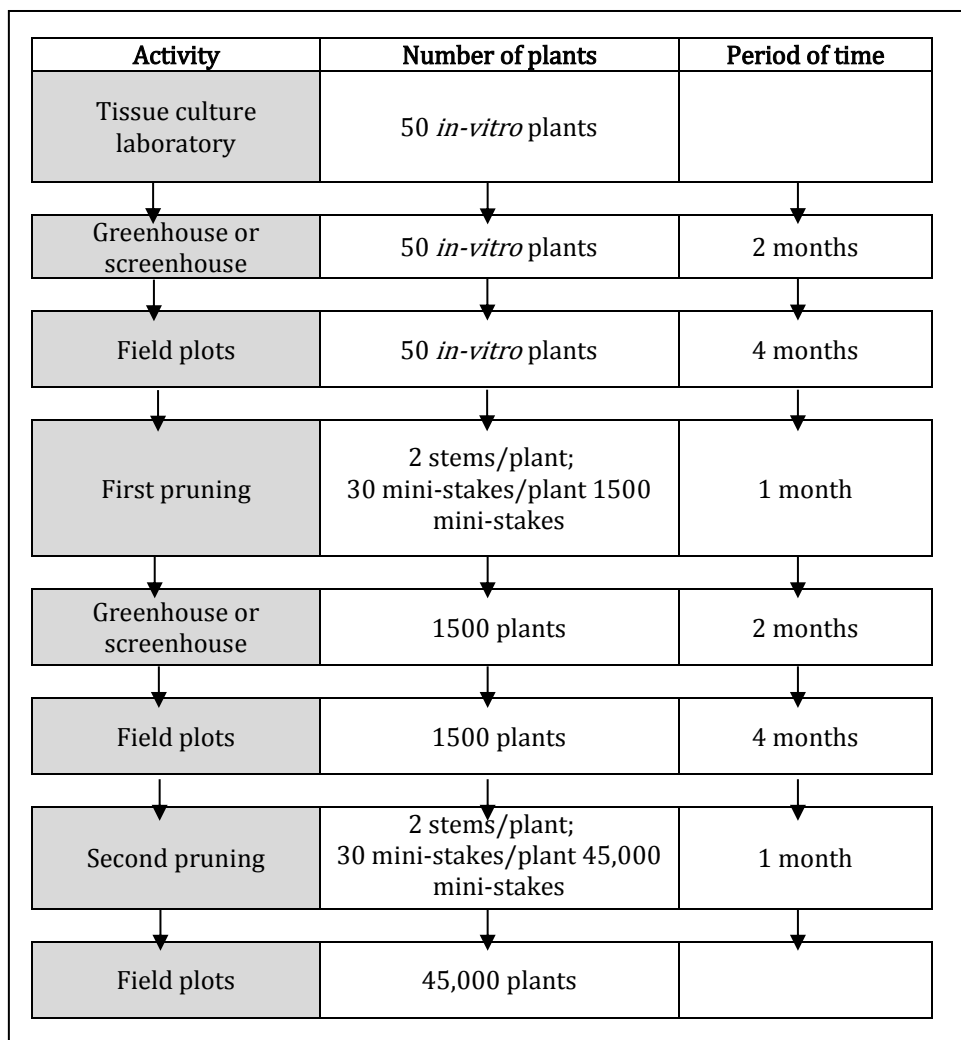 Activity Number of plants Period of time
Tissue culture
laboratory
50 in-vitro plants
Greenhouse or
screenhouse
50 in-vitro plants
2 months
Field plots
50 in-vitro plants
4 months
First pruning
2 stems/plant;
30 mini-stakes/plant 1500
mini-stakes
1 month
Greenhouse or
screenhouse
1500 plants
2 months
Field plots
1500 plants
4 months
Second pruning
2 stems/plant;
30 mini-stakes/plant 45,000
mini-stakes
1 month
Field plots
45,000 plants